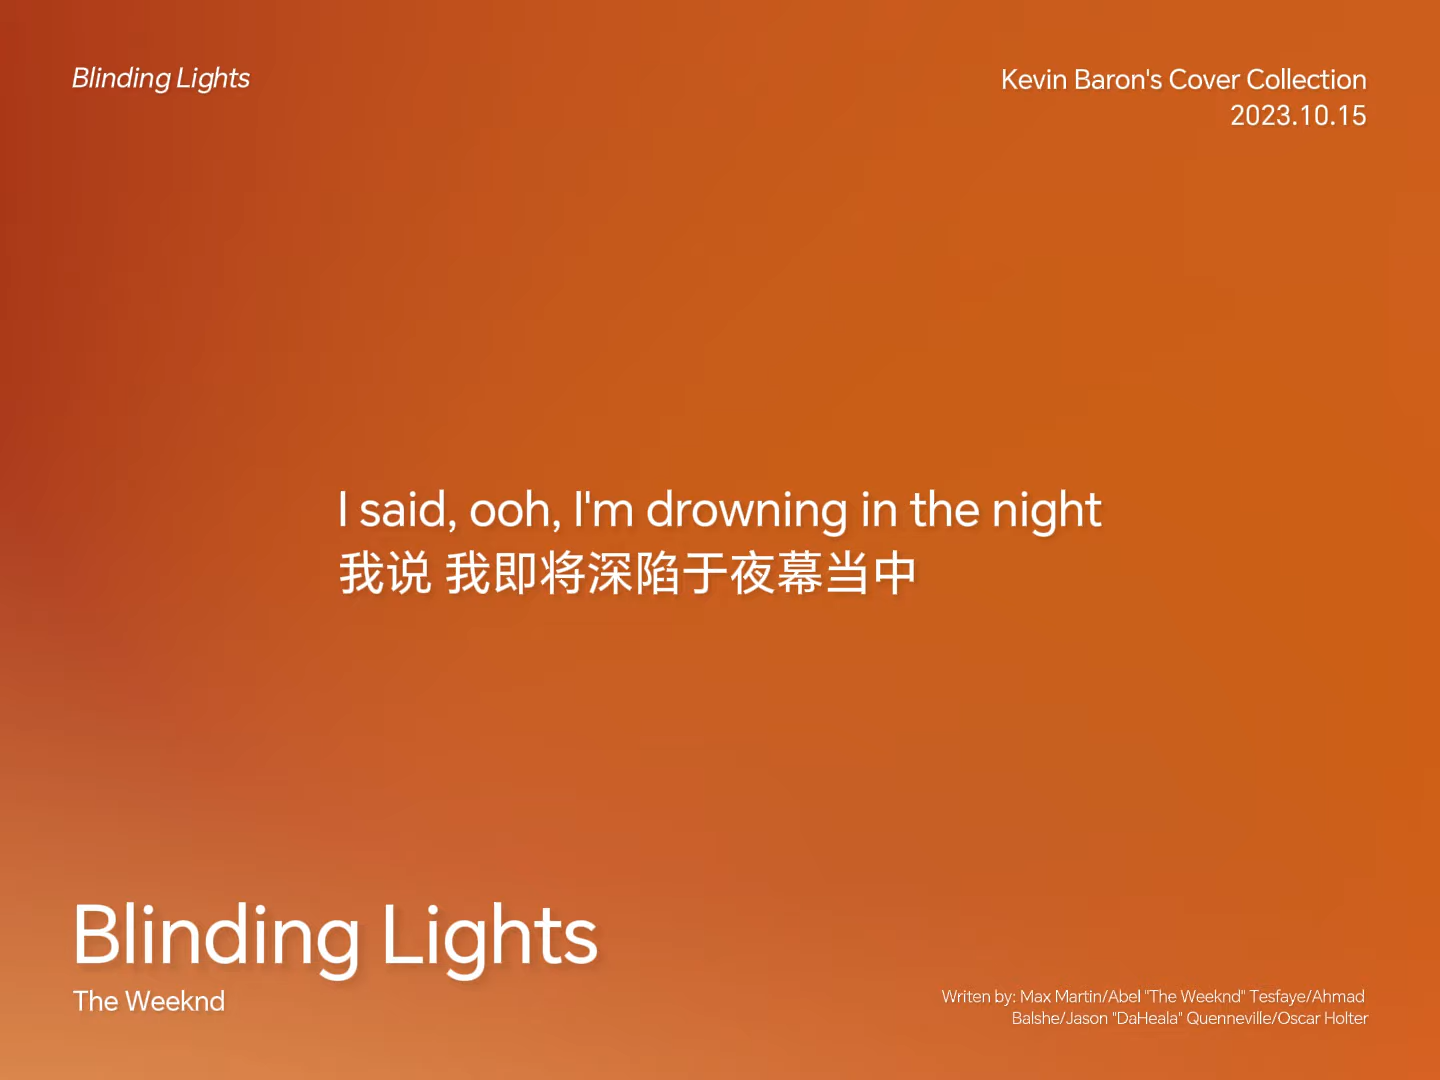 Blinding Lights
Kevin Baron's Cover Collection
2023.10.15
I said, ooh, I'm drowning in the night
我说 我即将深陷于夜幕当中
Blinding Lights
The Weeknd
Writen by: Max Martin/Abel "The Weeknd" Tesfaye/Ahmad
Balshe/Jason "DaHeala" Quenneville/Oscar Holter